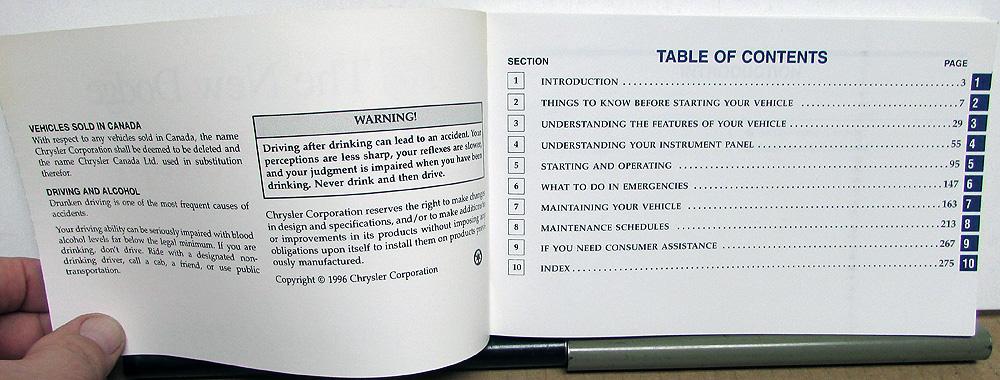 VEHICLES SOLD IN CANADA
With respect to any vehicles sold in Canada, the name
Chrysler Corporation shall be deemed to be deleted and
the name Chrysler Canada Ltd. used in substitution
therefor.
DRIVING AND ALCOHOL
Drunken driving is one of the most frequent causes of
accidents.
Your driving ability can be seriously impaired with blood
alcohol levels far below the legal minimum. If you are
drinking, don't drive. Ride with a designated non-
drinking driver, call a cab, a friend, or use public
transportation.
WARNING!
Driving after drinking can lead to an accident. Your
perceptions are less sharp, your reflexes are slower,
and your judgment is impaired when you have been
drinking. Never drink and then drive.
Chrysler Corporation reserves the right to make changes
in design and specifications, and/or to make additions
or improvements in its products without imposing any
obligations upon itself to install them on products previ-
ously manufactured.
Copyright © 1996 Chrysler Corporation
TABLE OF CONTENTS
SECTION PAGE
1 INTRODUCTION 3 1
2 THINGS TO KNOW BEFORE STARTING YOUR VEHICLE 7 2
3 UNDERSTANDING THE FEATURES OF YOUR VEHICLE 29 3
4 UNDERSTANDING YOUR INSTRUMENT PANEL 55 4
5 STARTING AND OPERATING 95 5
6 WHAT TO DO IN EMERGENCIES 147 6
7 MAINTAINING YOUR VEHICLE 163 7
8 MAINTENANCE SCHEDULES 213 8
9 IF YOU NEED CONSUMER ASSISTANCE 267 9
10 INDEX 275 10